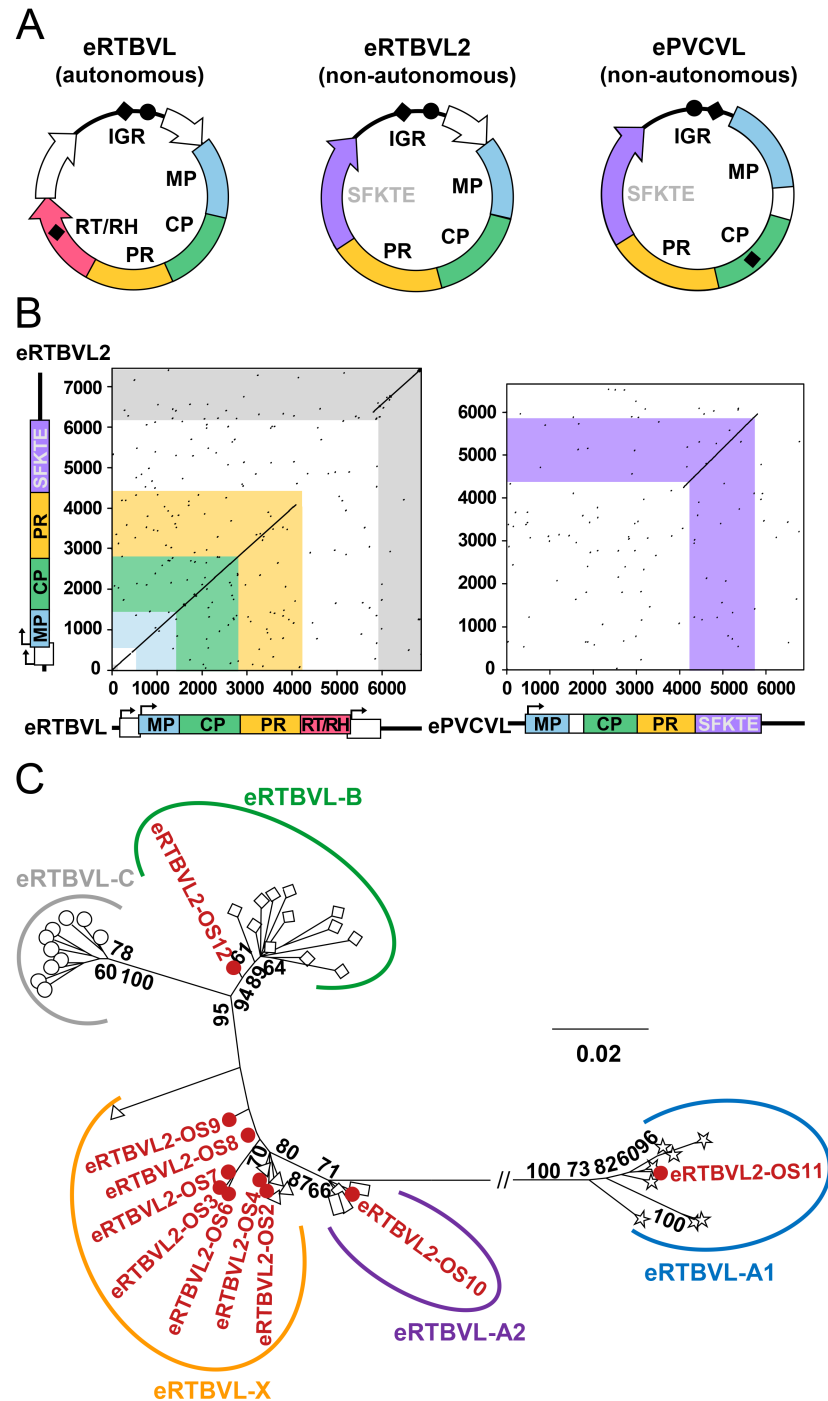 A
eRTBVL
(autonomous)
eRTBVL2
(non-autonomous)
ePVCVL
(non-autonomous)
IGR
MP
CP
PR
RT/RH
IGR
MP
CP
PR
SFKTE
IGR
MP
CP
PR
SFKTE
B
eRTBVL2
SFKTE
PR
CP
MP
7000
6000
5000
4000
3000
2000
1000
0
0 1000 2000 3000 4000 5000 6000
eRTBVL
MP CP PR RT/RH
6000
5000
4000
3000
2000
1000
0
0 1000 2000 3000 4000 5000 6000
ePVCVL
MP CP PR SFKTE
C
eRTBVL-B
eRTBVL2-OS12
eRTBVL-C
78
60 100
61
94 89 64
95
0.02
eRTBVL2-OS9
eRTBVL2-OS8
eRTBVL2-OS7
eRTBVL2-OS3
eRTBVL2-OS6
eRTBVL2-OS4
eRTBVL2-OS2
70
80
71
87 66
eRTBVL2-OS10
//
100 73 82 60 96
eRTBVL2-OS11
100
eRTBVL-A1
eRTBVL-A2
eRTBVL-X